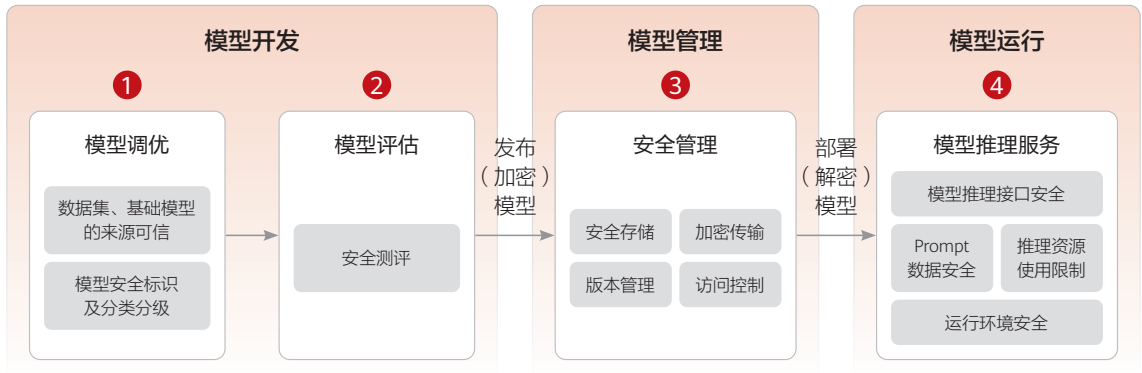 模型开发
模型管理
模型运行
1
2
3
4
模型调优
数据集、基础模型
的来源可信
模型安全标识
及分类分级
模型评估
安全测评
发布
（加密）
模型
安全管理
安全存储
加密传输
版本管理
访问控制
部署
（解密）
模型
模型推理服务
模型推理接口安全
Prompt
数据安全
推理资源
使用限制
运行环境安全